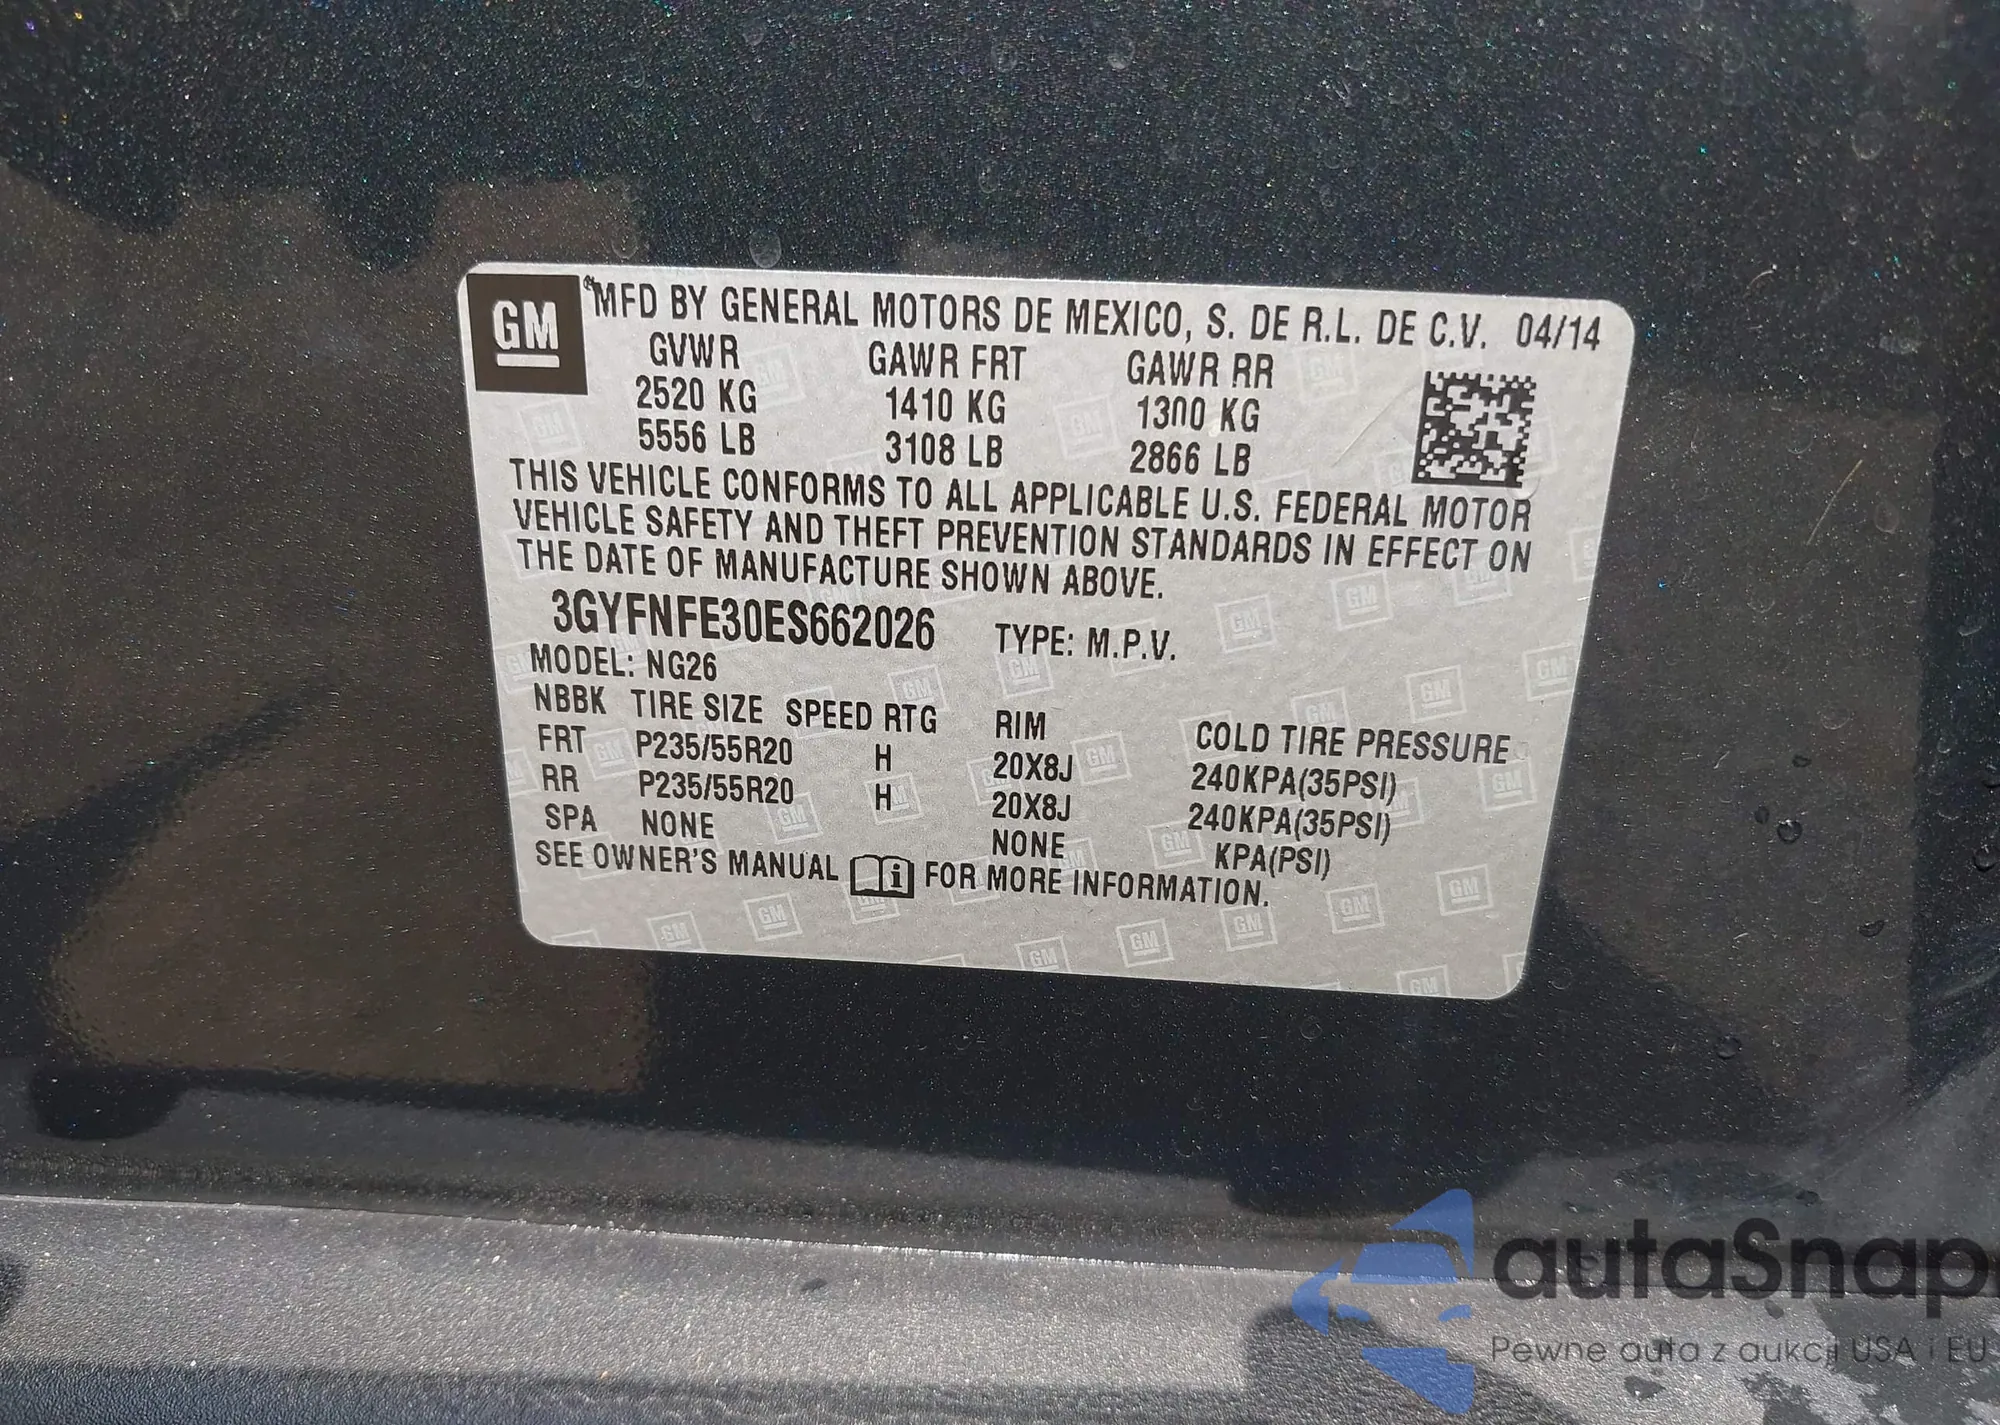 GM
MFD BY GENERAL MOTORS DE MEXICO, S. DE R.L. DE C.V. 04/14
GVWR GAWR FRT GAWR RR
2520 KG 1410 KG 1300 KG
5556 LB 3108 LB 2866 LB
THIS VEHICLE CONFORMS TO ALL APPLICABLE U.S. FEDERAL MOTOR
VEHICLE SAFETY AND THEFT PREVENTION STANDARDS IN EFFECT ON
THE DATE OF MANUFACTURE SHOWN ABOVE.
3GYFNFE30ES662026 TYPE: M.P.V.
MODEL: NG26
NBBK TIRE SIZE SPEED RTG RIM COLD TIRE PRESSURE
FRT P235/55R20 H 20X8J 240KPA(35PSI)
RR P235/55R20 H 20X8J 240KPA(35PSI)
SPA NONE NONE KPA(PSI)
SEE OWNER'S MANUAL i FOR MORE INFORMATION.
autaSnap
Pewne auta z aukcji USA i EU